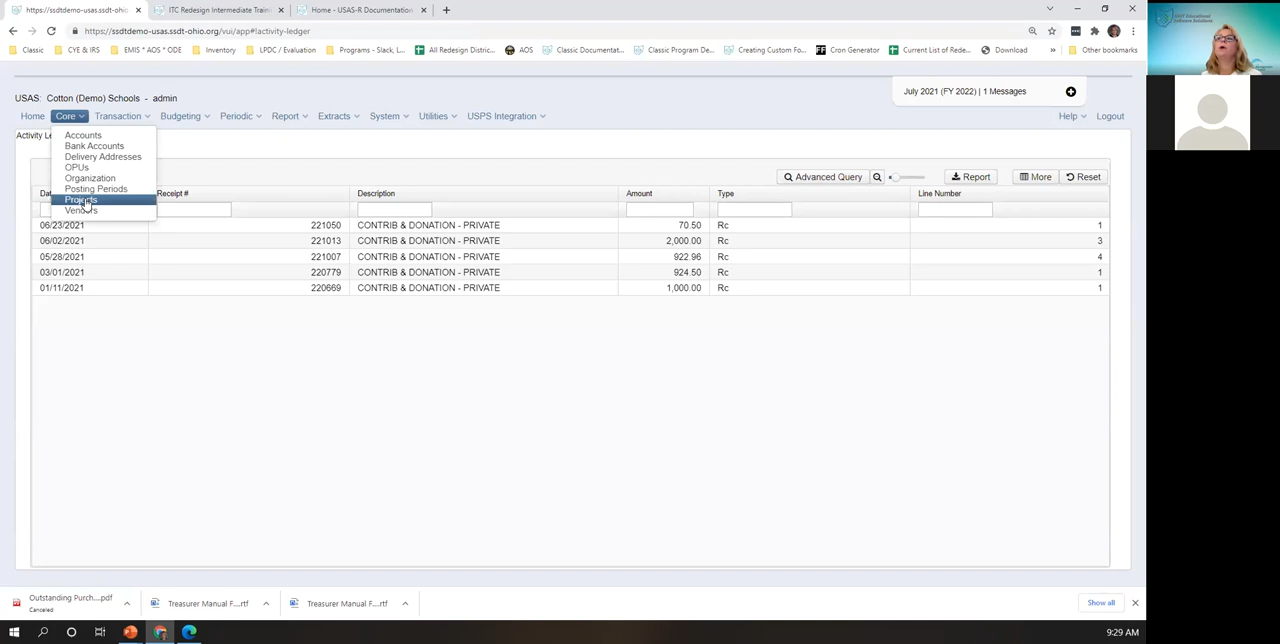 https://ssdtdemo-usas.ssdt-ohio.org
ITC Redesign Intermediate Traini
Home - USAS-R Documentation
https://ssdtdemo-usas.ssdt-ohio.org/vui/app#!activity-ledger
Classic
CYE & IRS
EMIS * AOS * ODE
Inventory
LPDC / Evaluation
Programs - Slack, L...
All Redesign District...
AOS
Classic Documentat...
Classic Program De...
Creating Custom Fo...
Cron Generator
Current List of Rede...
Download
»
Other bookmarks
USAS: Cotton (Demo) Schools - admin
July 2021 (FY 2022) | 1 Messages
Home
Core
Transaction
Budgeting
Periodic
Report
Extracts
System
Utilities
USPS Integration
Help
Logout
Activity Le
Accounts
Bank Accounts
Delivery Addresses
OPUs
Organization
Posting Periods
Projects
Vendors
Advanced Query
Report
More
Reset
Dat
Receipt #
Description
Amount
Type
Line Number
06/23/2021 221050 CONTRIB & DONATION - PRIVATE 70.50 Rc 1
06/02/2021 221013 CONTRIB & DONATION - PRIVATE 2,000.00 Rc 3
05/28/2021 221007 CONTRIB & DONATION - PRIVATE 922.96 Rc 4
03/01/2021 220779 CONTRIB & DONATION - PRIVATE 924.50 Rc 1
01/11/2021 220669 CONTRIB & DONATION - PRIVATE 1,000.00 Rc 1
Outstanding Purch....pdf
Canceled
Treasurer Manual F....rtf
Treasurer Manual F....rtf
Show all
9:29 AM